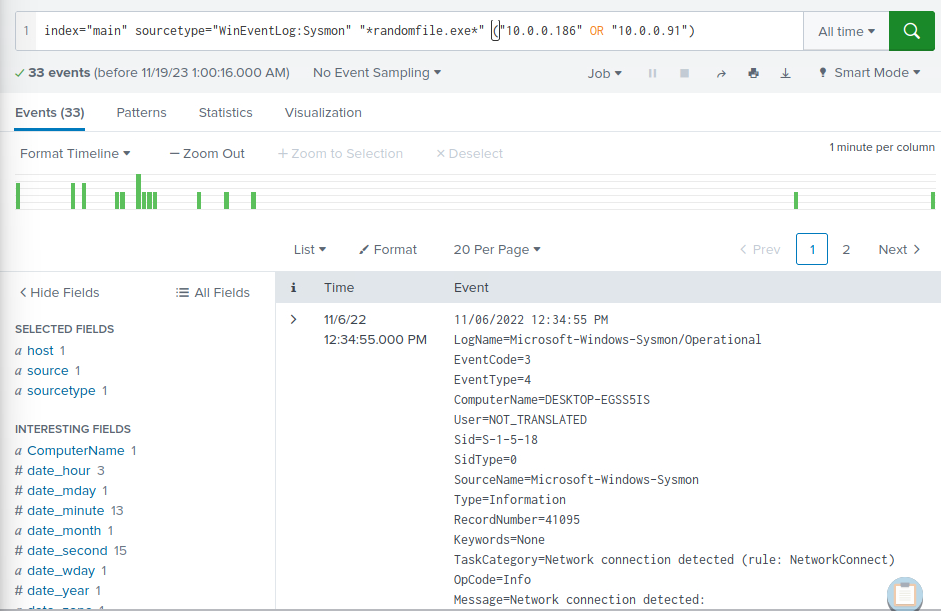 1 index="main" sourcetype="WinEventLog:Sysmon" "*randomfile.exe*" ("10.0.0.186" OR "10.0.0.91")
All time
33 events (before 11/19/23 1:00:16.000 AM) No Event Sampling Job Smart Mode
Events (33) Patterns Statistics Visualization
Format Timeline — Zoom Out + Zoom to Selection × Deselect 1 minute per column
List Format 20 Per Page < Prev 1 2 Next >
< Hide Fields All Fields i Time Event
SELECTED FIELDS
a host 1
a source 1
a sourcetype 1
INTERESTING FIELDS
a ComputerName 1
# date_hour 3
# date_mday 1
# date_minute 13
a date_month 1
# date_second 15
a date_wday 1
# date_year 1
a date_zone 1
> 11/6/22
12:34:55.000 PM
11/06/2022 12:34:55 PM
LogName=Microsoft-Windows-Sysmon/Operational
EventCode=3
EventType=4
ComputerName=DESKTOP-EGSS5IS
User=NOT_TRANSLATED
Sid=S-1-5-18
SidType=0
SourceName=Microsoft-Windows-Sysmon
Type=Information
RecordNumber=41095
Keywords=None
TaskCategory=Network connection detected (rule: NetworkConnect)
OpCode=Info
Message=Network connection detected: